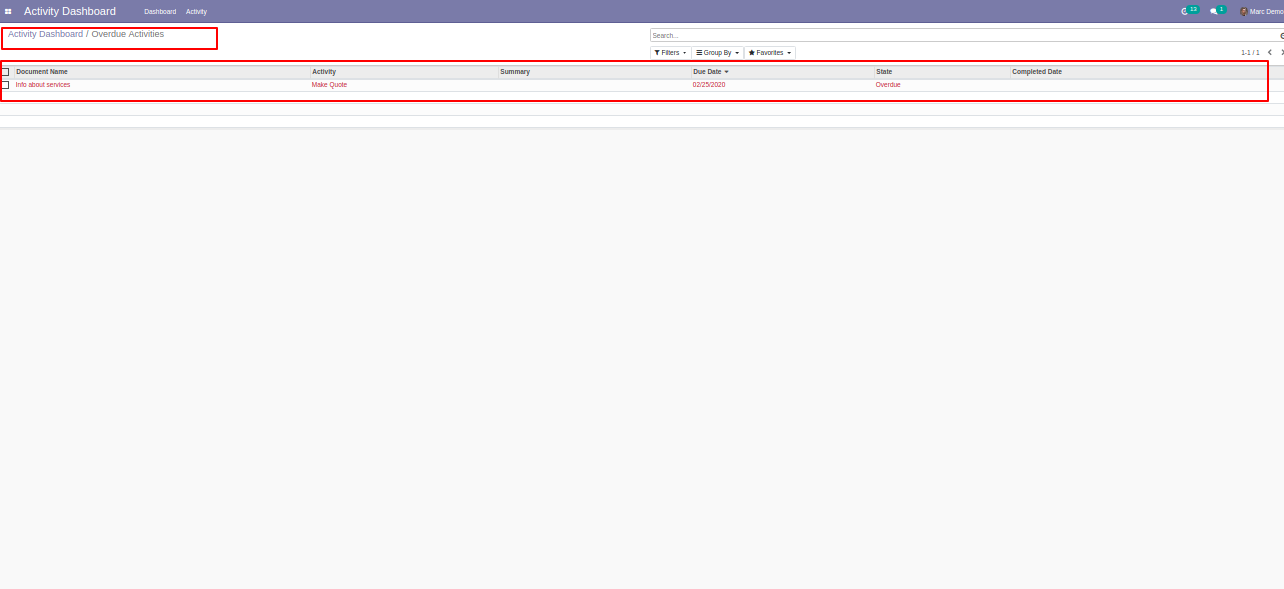 Activity Dashboard Dashboard Activity 13 1 Marc Demo
Activity Dashboard / Overdue Activities
Search...
Filters Group By Favorites 1-1 / 1
Document Name Activity Summary Due Date State Completed Date
Info about services Make Quote 02/25/2020 Overdue